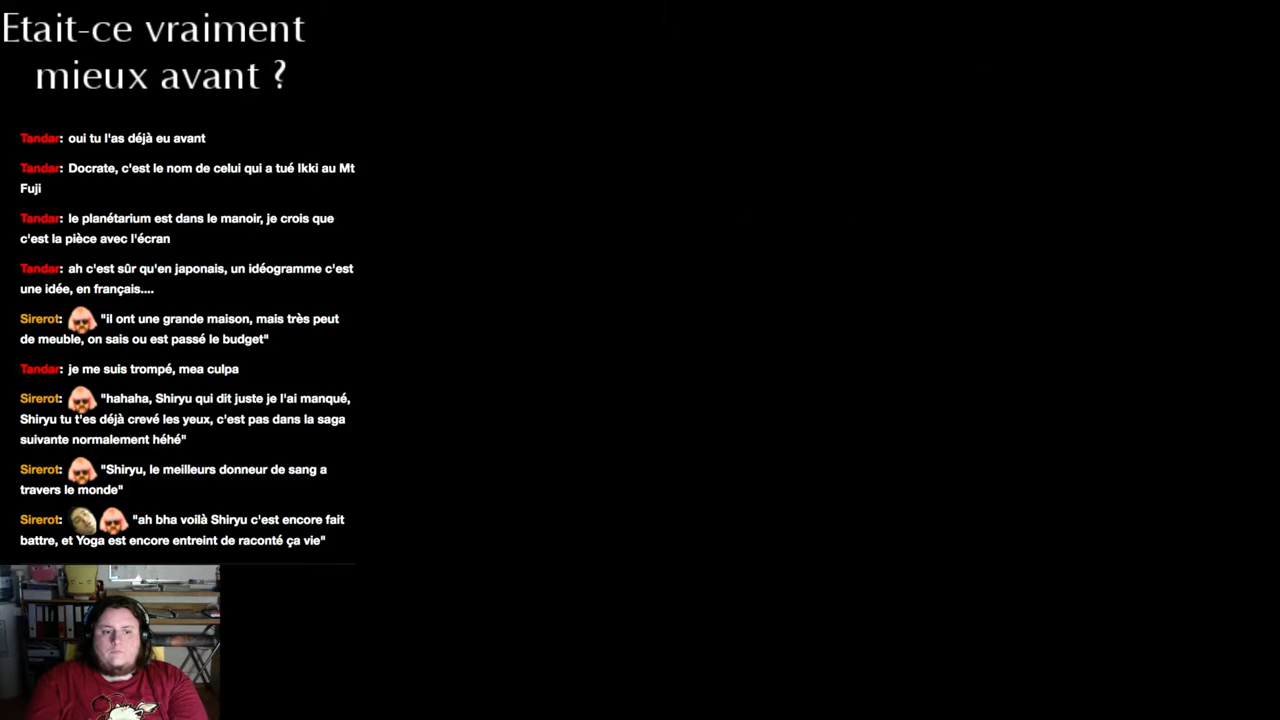 Etait-ce vraiment
mieux avant ?
Tandar: oui tu l'as déjà eu avant
Tandar: Docrate, c'est le nom de celui qui a tué Ikki au Mt
Fuji
Tandar: le planétarium est dans le manoir, je crois que
c'est la pièce avec l'écran
Tandar: ah c'est sûr qu'en japonais, un idéogramme c'est
une idée, en français....
Sirerot: "il ont une grande maison, mais très peut
de meuble, on sais ou est passé le budget"
Tandar: je me suis trompé, mea culpa
Sirerot: "hahaha, Shiryu qui dit juste je l'ai manqué,
Shiryu tu t'es déjà crevé les yeux, c'est pas dans la saga
suivante normalement héhé"
Sirerot: "Shiryu, le meilleurs donneur de sang a
travers le monde"
Sirerot: "ah bha voilà Shiryu c'est encore fait
battre, et Yoga est encore entreint de raconté ça vie"